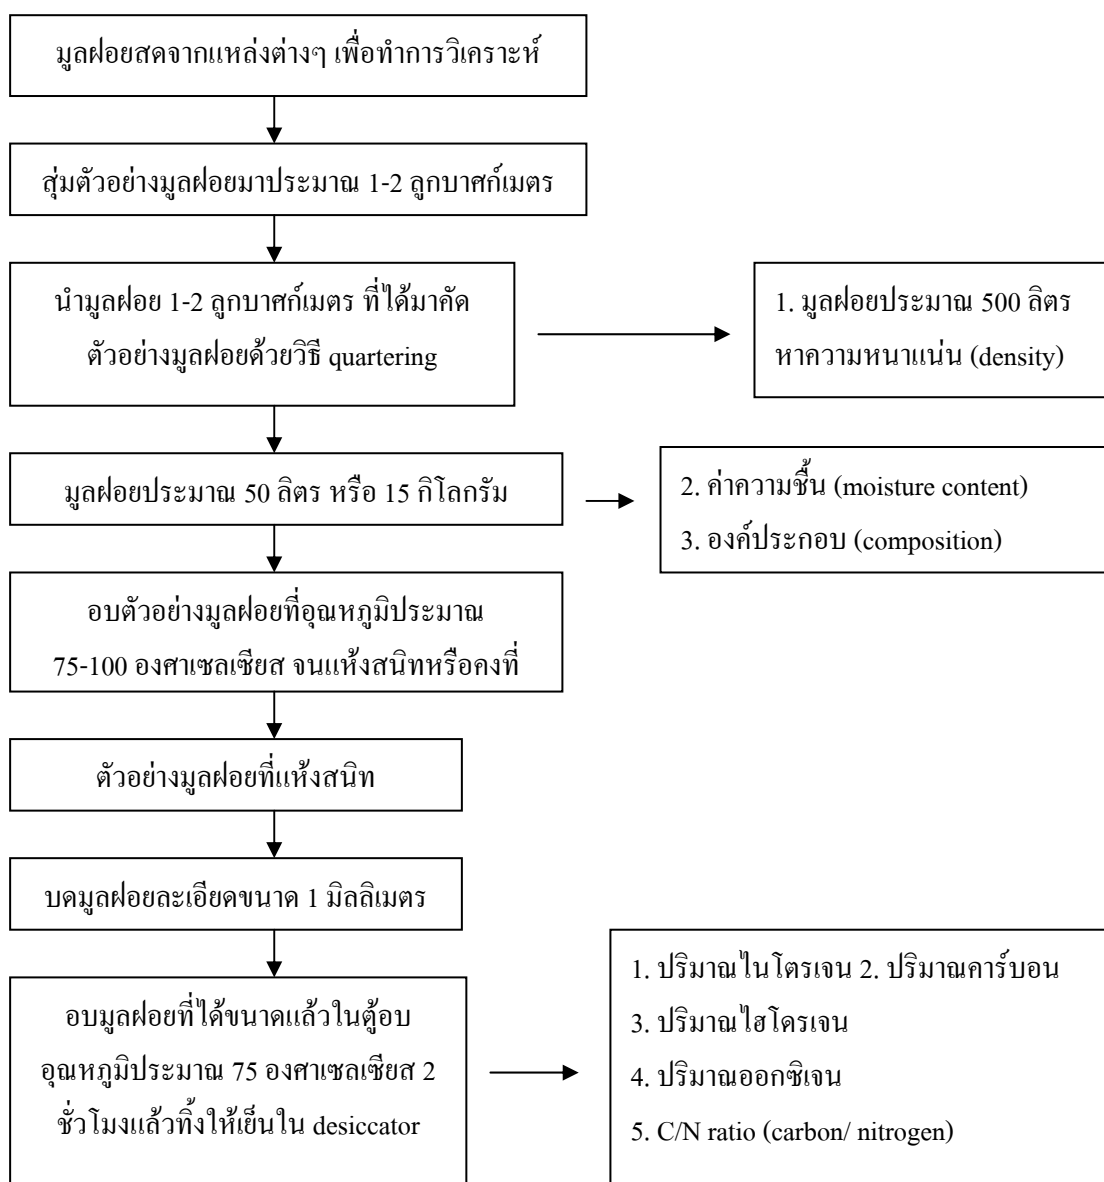 มูลฝอยสดจากแหล่งต่างๆ เพื่อทำการวิเคราะห์
สุ่มตัวอย่างมูลฝอยมาประมาณ 1-2 ลูกบาศก์เมตร
นำมูลฝอย 1-2 ลูกบาศก์เมตร ที่ได้มาคัด
ตัวอย่างมูลฝอยด้วยวิธี quartering
1. มูลฝอยประมาณ 500 ลิตร
หาความหนาแน่น (density)
มูลฝอยประมาณ 50 ลิตร หรือ 15 กิโลกรัม
2. ค่าความชื้น (moisture content)
3. องค์ประกอบ (composition)
อบตัวอย่างมูลฝอยที่อุณหภูมิประมาณ
75-100 องศาเซลเซียส จนแห้งสนิทหรือคงที่
ตัวอย่างมูลฝอยที่แห้งสนิท
บดมูลฝอยละเอียดขนาด 1 มิลลิเมตร
อบมูลฝอยที่ได้ขนาดแล้วในตู้อบ
อุณหภูมิประมาณ 75 องศาเซลเซียส 2
ชั่วโมงแล้วทิ้งให้เย็นใน desiccator
1. ปริมาณไนโตรเจน 2. ปริมาณคาร์บอน
3. ปริมาณไฮโดรเจน
4. ปริมาณออกซิเจน
5. C/N ratio (carbon/ nitrogen)